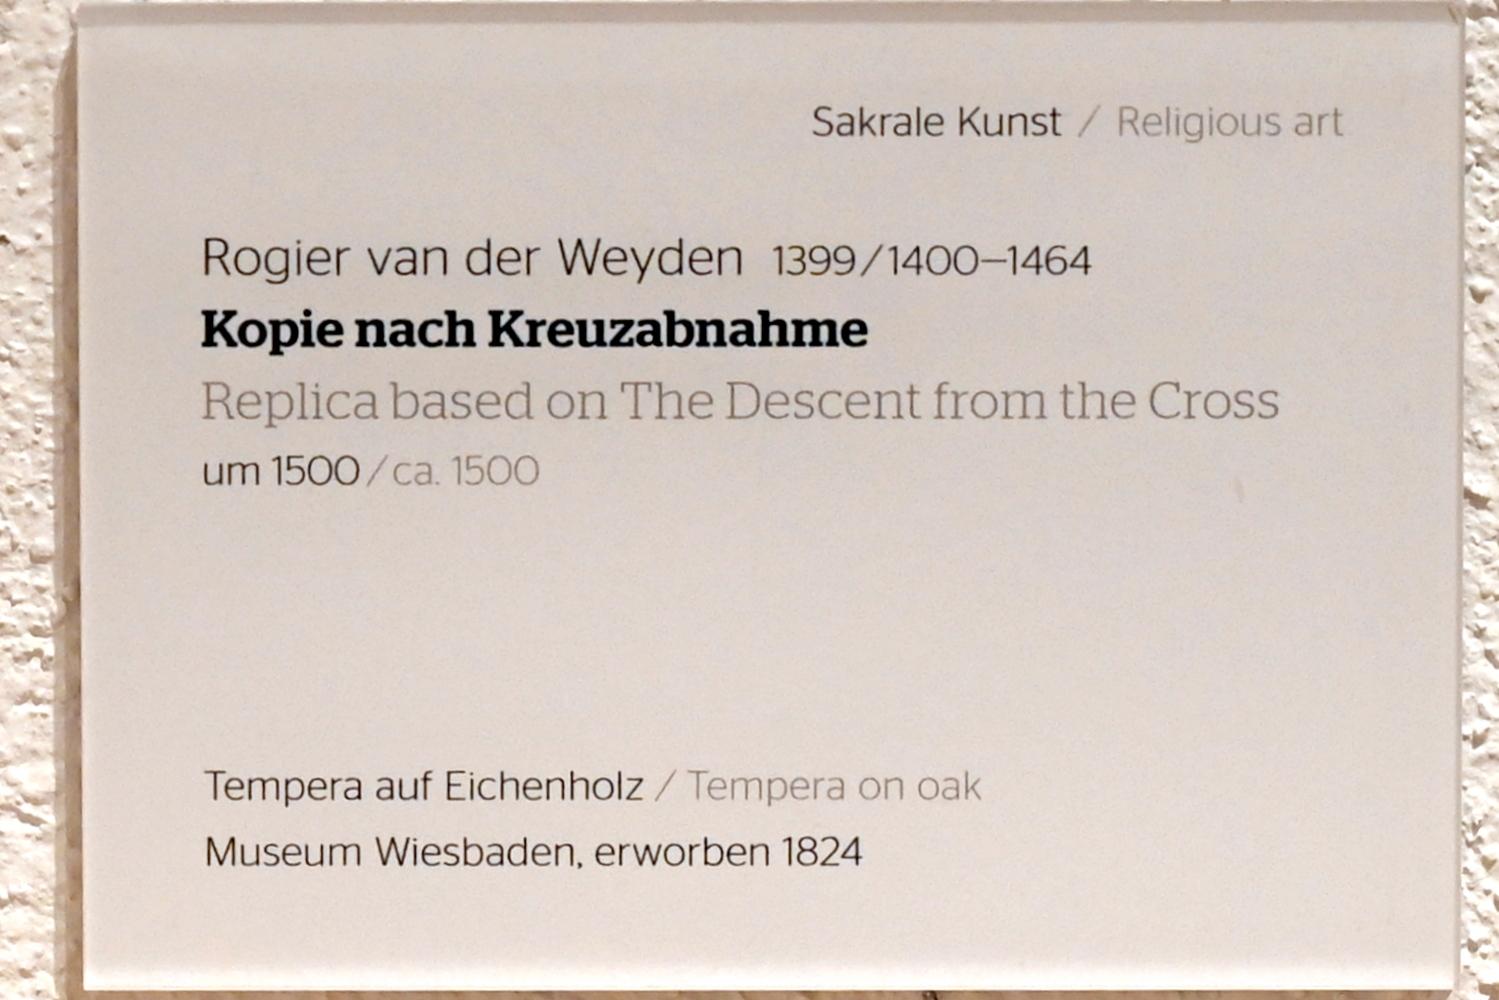 Sakrale Kunst / Religious art
Rogier van der Weyden 1399/1400–1464
Kopie nach Kreuzabnahme
Replica based on The Descent from the Cross
um 1500 / ca. 1500
Tempera auf Eichenholz / Tempera on oak
Museum Wiesbaden, erworben 1824